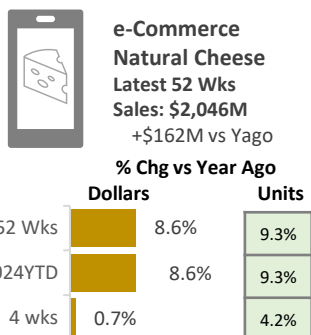 e-Commerce
Natural Cheese
Latest 52 Wks
Sales: $2,046M
+$162M vs Yago
% Chg vs Year Ago
Dollars Units
52 Wks 8.6% 9.3%
024YTD 8.6% 9.3%
4 wks 0.7% 4.2%